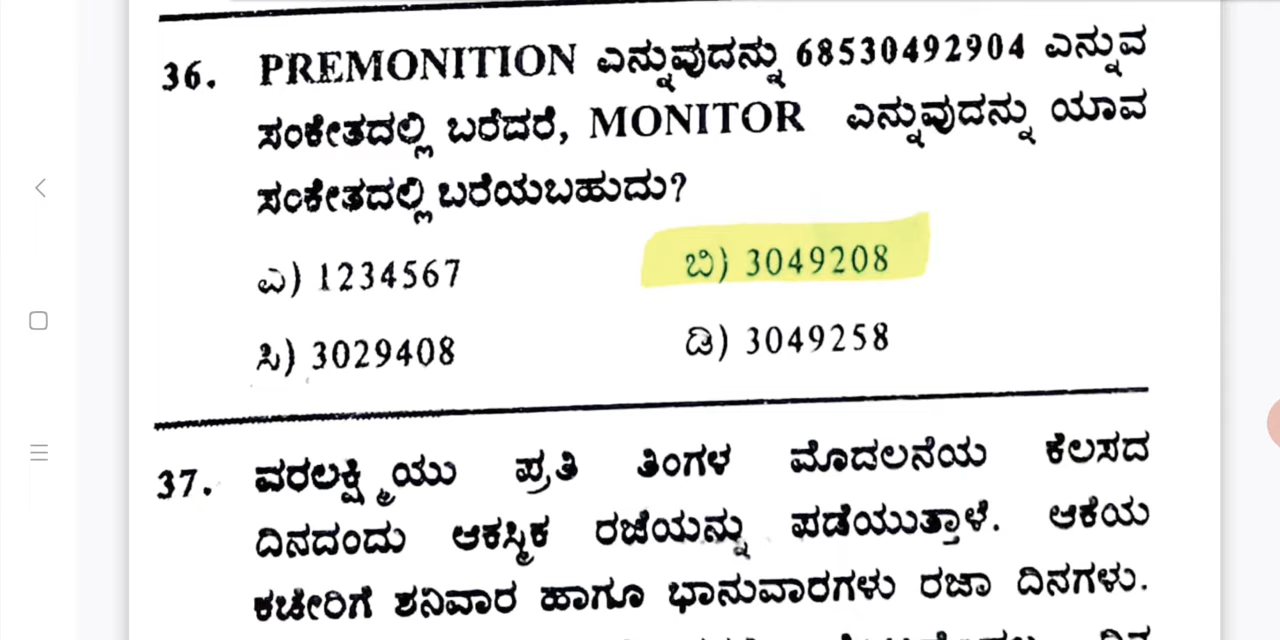 36. PREMONITION ಎನ್ನುವುದನ್ನು 68530492904 ಎನ್ನುವ
ಸಂಕೇತದಲ್ಲಿ ಬರೆದರೆ, MONITOR ಎನ್ನುವುದನ್ನು ಯಾವ
ಸಂಕೇತದಲ್ಲಿ ಬರೆಯಬಹುದು?
ಎ) 1234567 ಬಿ) 3049208
ಸಿ) 3029408 ಡಿ) 3049258
37. ವರಲಕ್ಷ್ಮಿಯು ಪ್ರತಿ ತಿಂಗಳ ಮೊದಲನೆಯ ಕೆಲಸದ
ದಿನದಂದು ಆಕಸ್ಮಿಕ ರಜೆಯನ್ನು ಪಡೆಯುತ್ತಾಳೆ. ಆಕೆಯ
ಕಚೇರಿಗೆ ಶನಿವಾರ ಹಾಗೂ ಭಾನುವಾರಗಳು ರಜಾ ದಿನಗಳು.